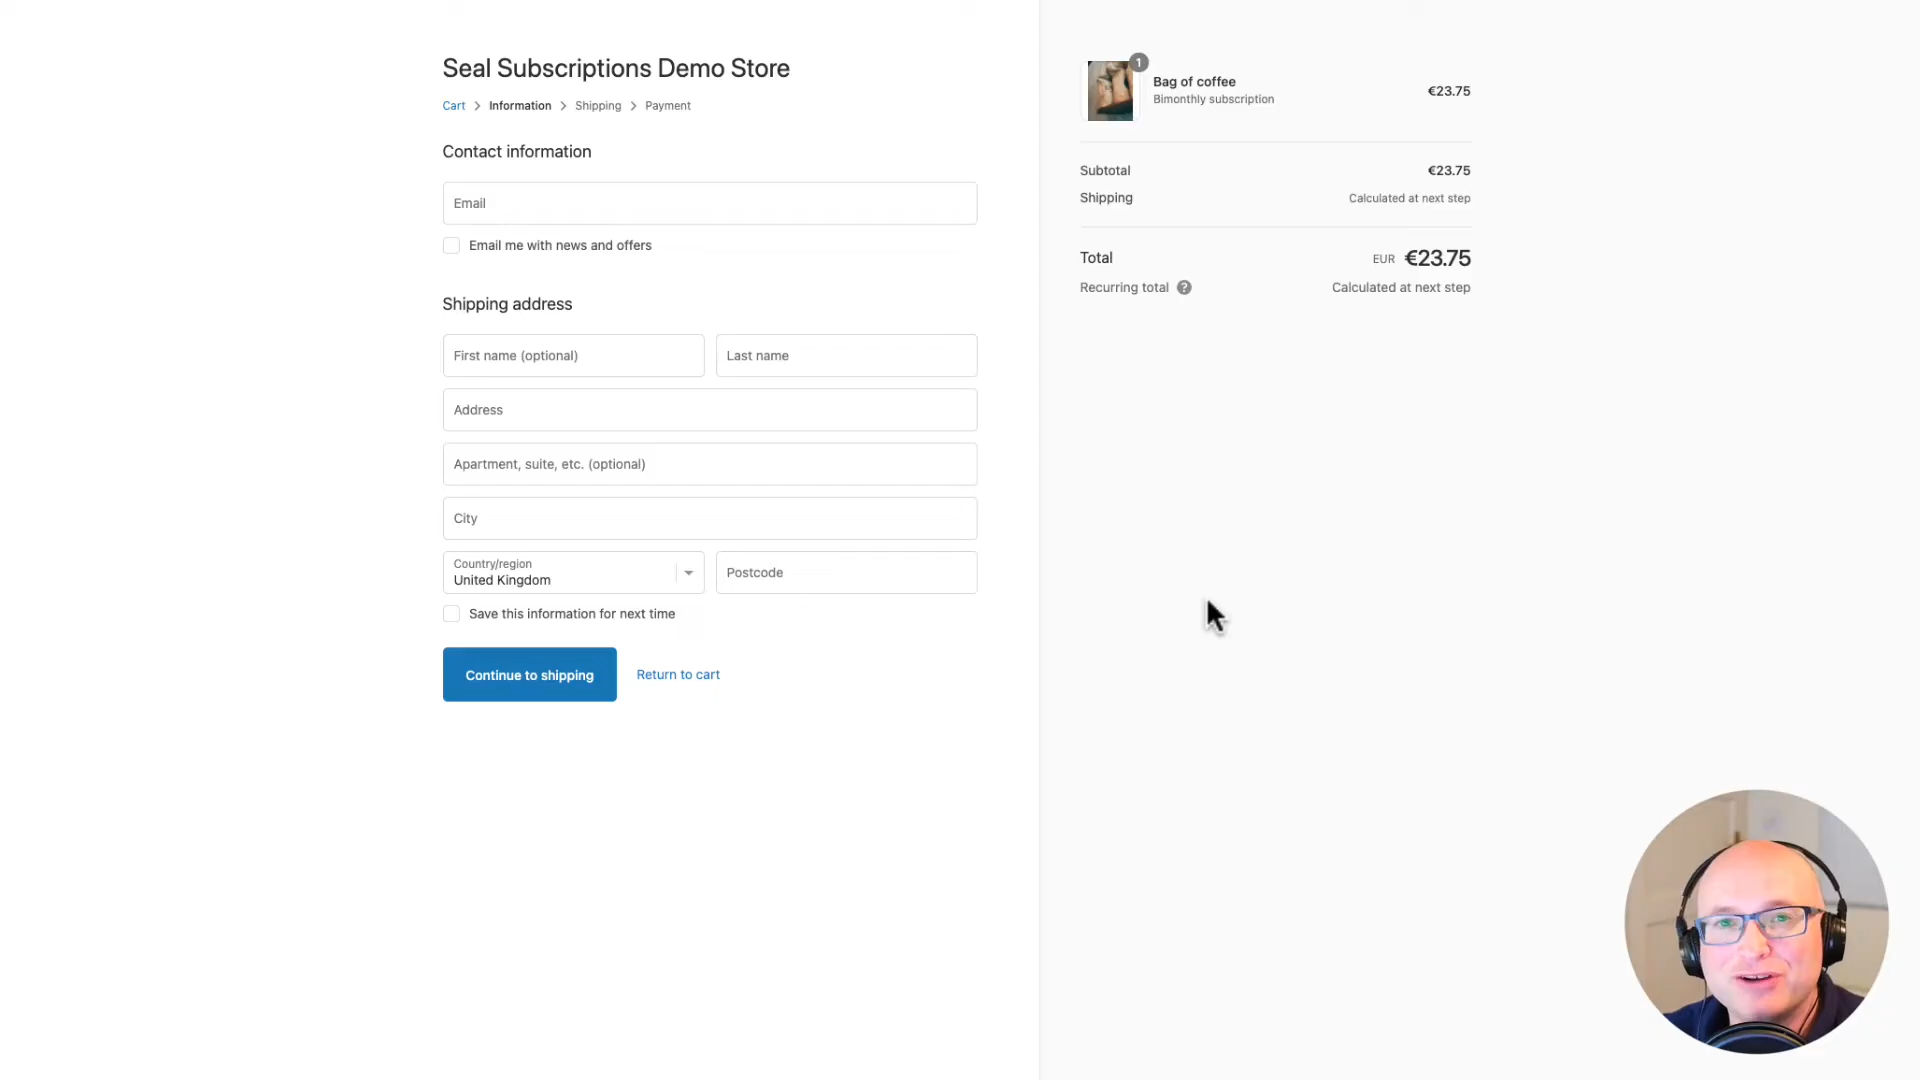 Seal Subscriptions Demo Store
Cart > Information > Shipping > Payment
Contact information
Email
Email me with news and offers
Shipping address
First name (optional)
Last name
Address
Apartment, suite, etc. (optional)
City
Country/region
United Kingdom
Postcode
Save this information for next time
Continue to shipping
Return to cart
1
Bag of coffee
Bimonthly subscription
€23.75
Subtotal €23.75
Shipping Calculated at next step
Total EUR €23.75
Recurring total ? Calculated at next step